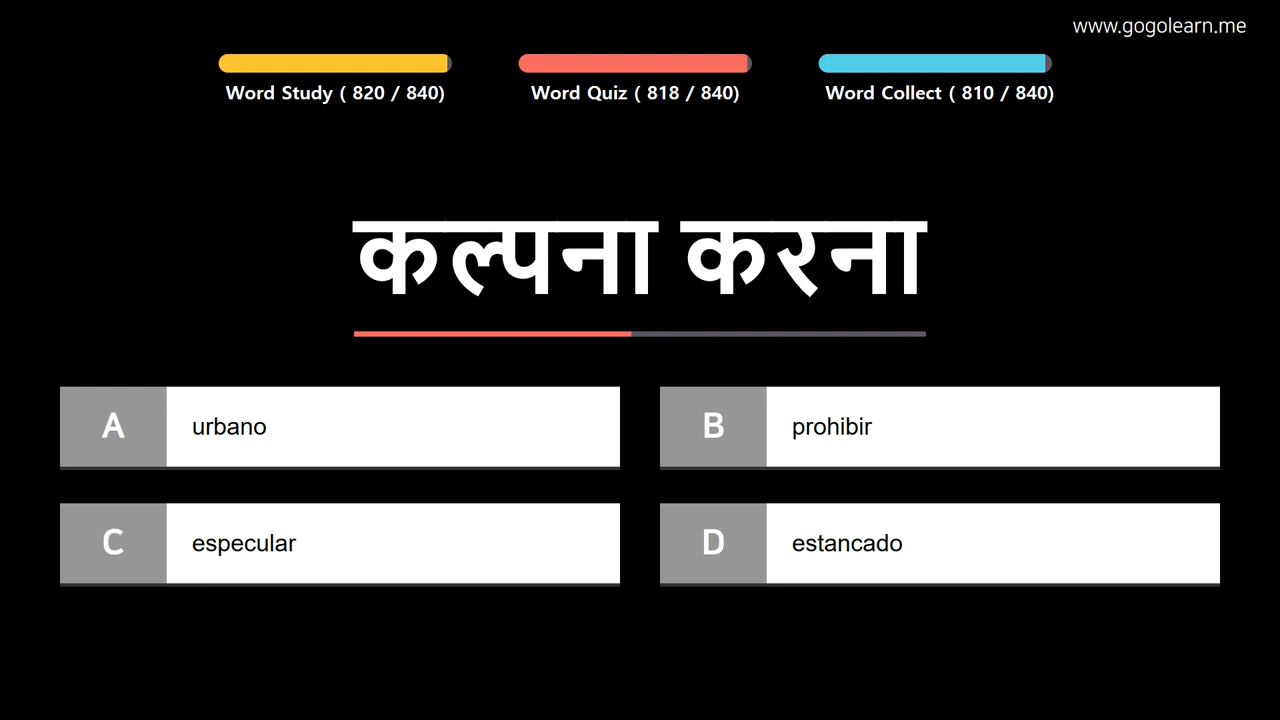 www.gogolearn.me
Word Study ( 820 / 840)
Word Quiz ( 818 / 840)
Word Collect ( 810 / 840)
कल्पना करना
A urbano
B prohibir
C especular
D estancado